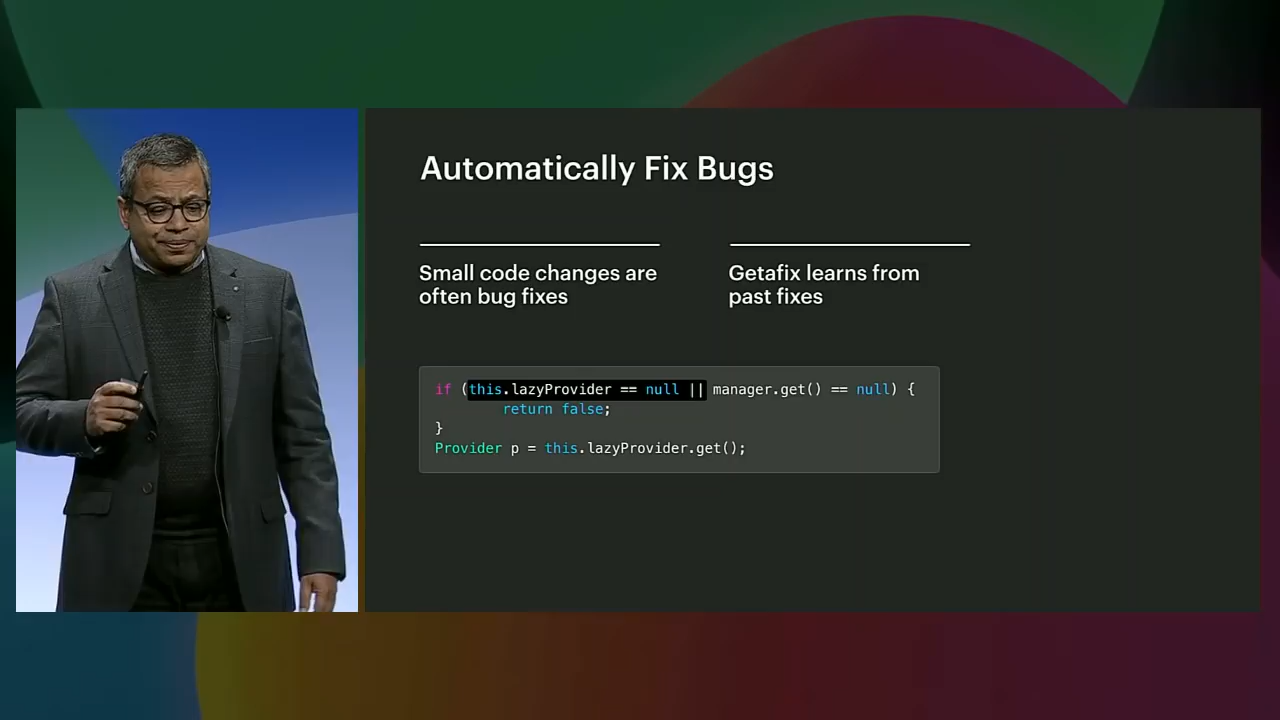 Automatically Fix Bugs
Small code changes are
often bug fixes
Getafix learns from
past fixes
if (this.lazyProvider == null || manager.get() == null) {
        return false;
}
Provider p = this.lazyProvider.get();